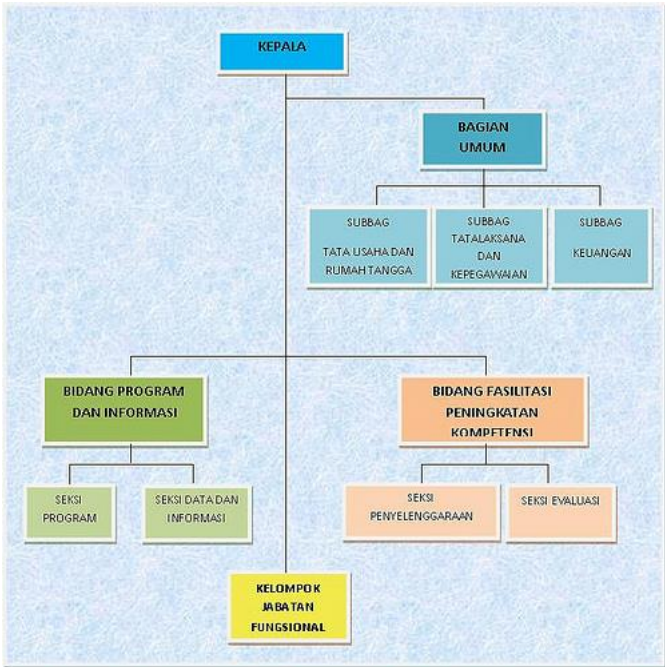 KEPALA
BAGIAN
UMUM
SUBBAG
TATA USAHA DAN
RUMAH TANGGA
SUBBAG
TATALAKSANA
DAN
KEPEGAWAIAN
SUBBAG
KEUANGAN
BIDANG PROGRAM
DAN INFORMASI
BIDANG FASILITASI
PENINGKATAN
KOMPETENSI
SEKSI
PROGRAM
SEKSI DATA DAN
INFORMASI
SEKSI
PENYELENGGARAAN
SEKSI EVALUASI
KELOMPOK
JABATAN
FUNGSIONAL